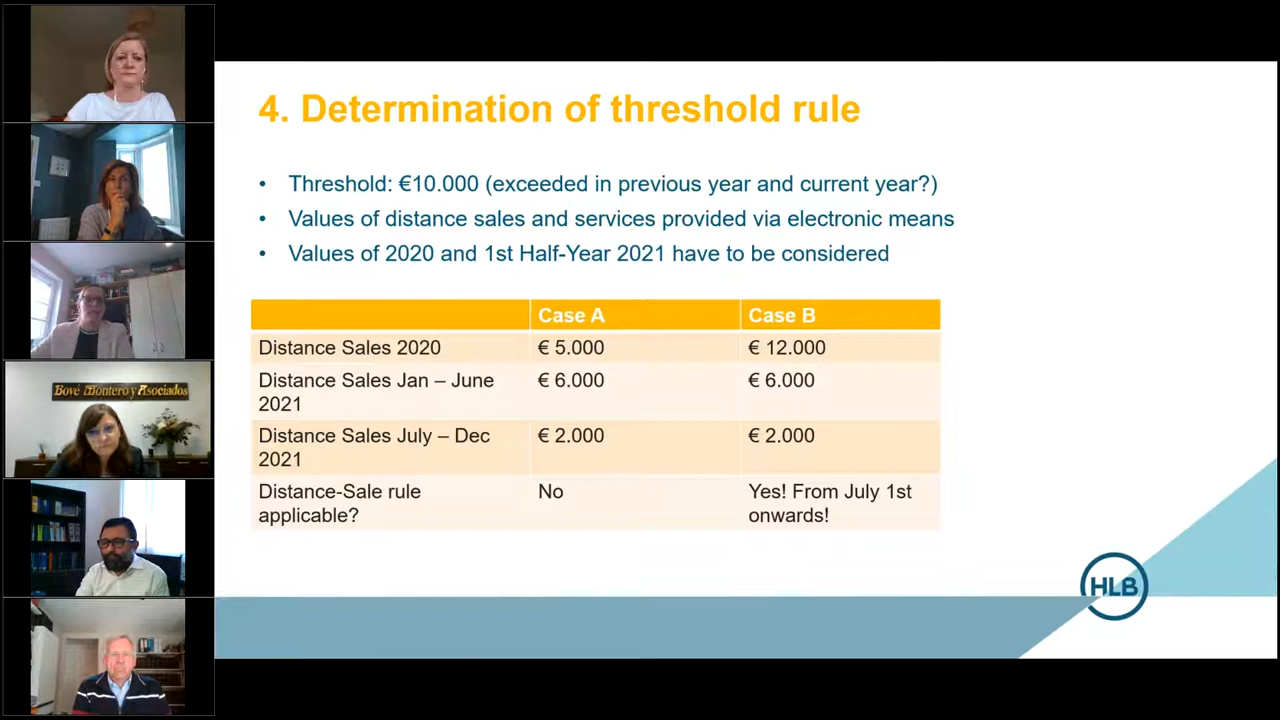 4. Determination of threshold rule
• Threshold: €10.000 (exceeded in previous year and current year?)
• Values of distance sales and services provided via electronic means
• Values of 2020 and 1st Half-Year 2021 have to be considered
Case A Case B
Distance Sales 2020 € 5.000 € 12.000
Distance Sales Jan – June
2021
€ 6.000 € 6.000
Distance Sales July – Dec
2021
€ 2.000 € 2.000
Distance-Sale rule
applicable?
No
Yes! From July 1st
onwards!
HLB
Bové Montero y Asociados